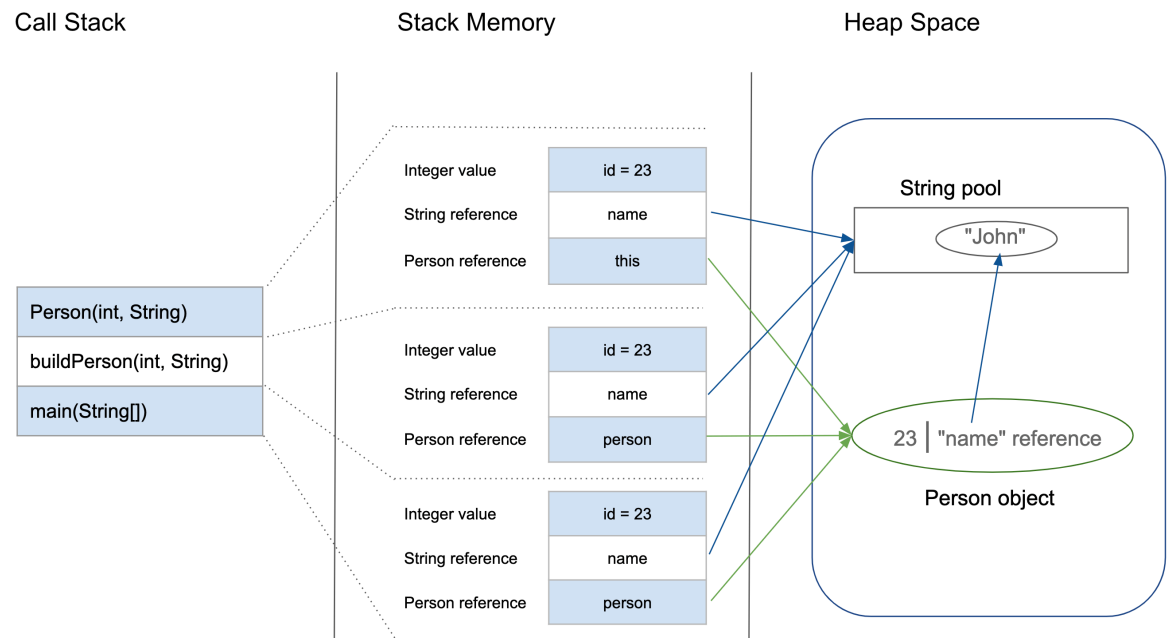 Call Stack
Stack Memory
Heap Space
Person(int, String)
buildPerson(int, String)
main(String[])
Integer value
id = 23
String reference
name
Person reference
this
Integer value
id = 23
String reference
name
Person reference
person
Integer value
id = 23
String reference
name
Person reference
person
String pool
"John"
23
"name" reference
Person object